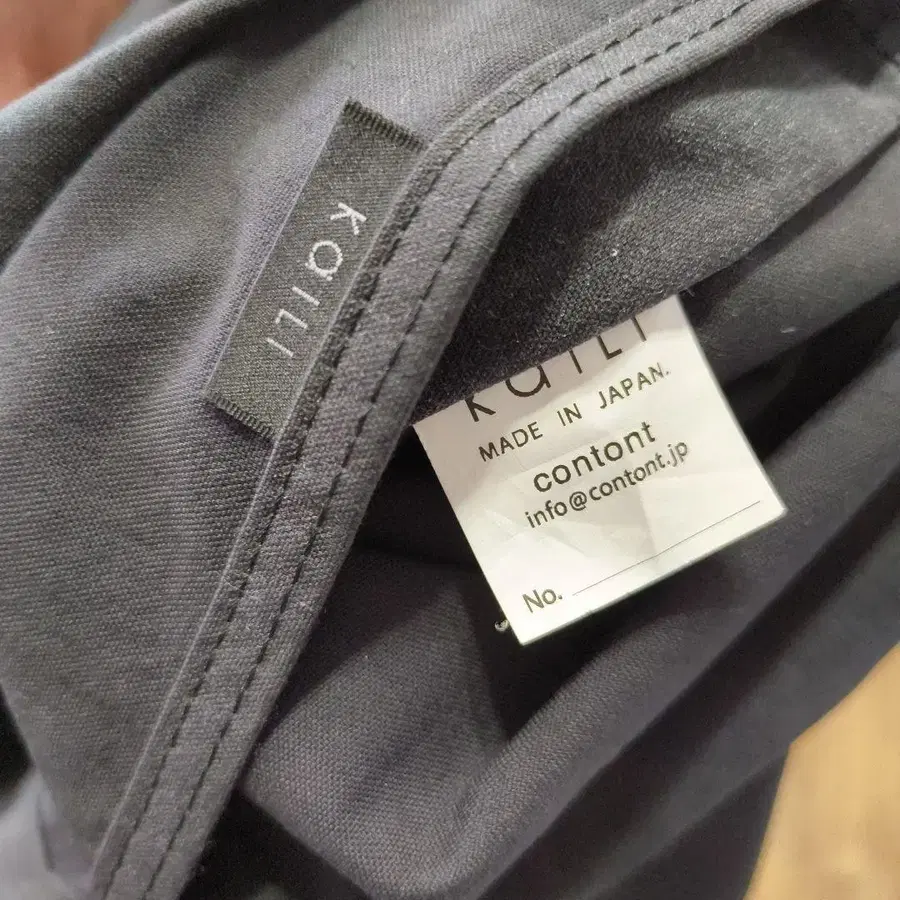 kaILI
kaILI
MADE IN JAPAN.
contont
info@contont.jp
No.